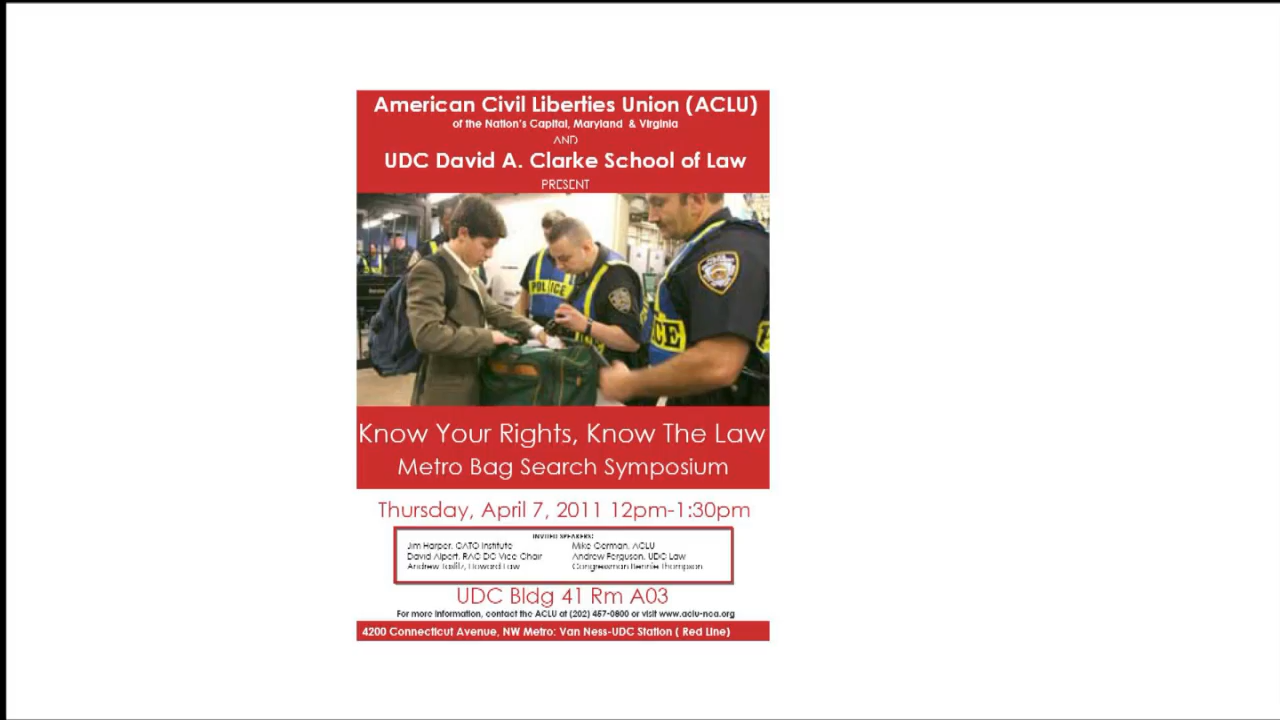 American Civil Liberties Union (ACLU)
of the Nation's Capital, Maryland & Virginia
AND
UDC David A. Clarke School of Law
PRESENT
POLICE
CE
Know Your Rights, Know The Law
Metro Bag Search Symposium
Thursday, April 7, 2011 12pm-1:30pm
INVITED SPEAKERS:
Jim Harper, CATO Institute
David Alpert, RAC DC Vice Chair
Andrew Taslitz, Howard Law
Mike German, ACLU
Andrew Ferguson, UDC Law
Congressman Bennie Thompson
UDC Bldg 41 Rm A03
For more information, contact the ACLU at (202) 457-0800 or visit www.aclu-nca.org
4200 Connecticut Avenue, NW Metro: Van Ness-UDC Station ( Red Line)